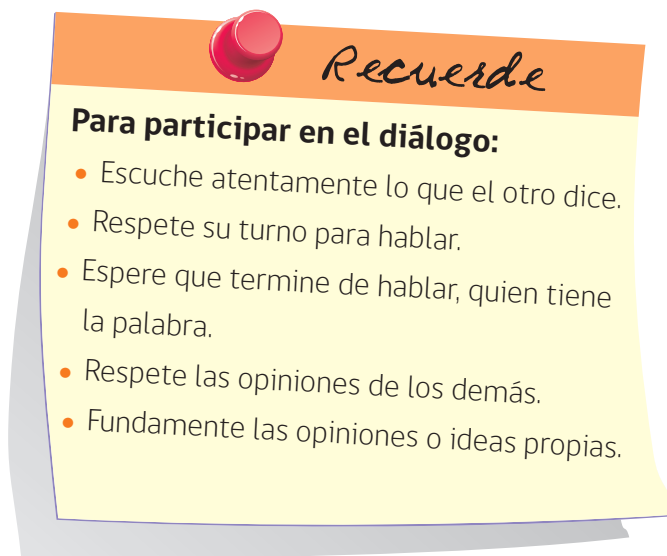 Recuerde
Para participar en el diálogo:
• Escuche atentamente lo que el otro dice.
• Respete su turno para hablar.
• Espere que termine de hablar, quien tiene
la palabra.
• Respete las opiniones de los demás.
• Fundamente las opiniones o ideas propias.